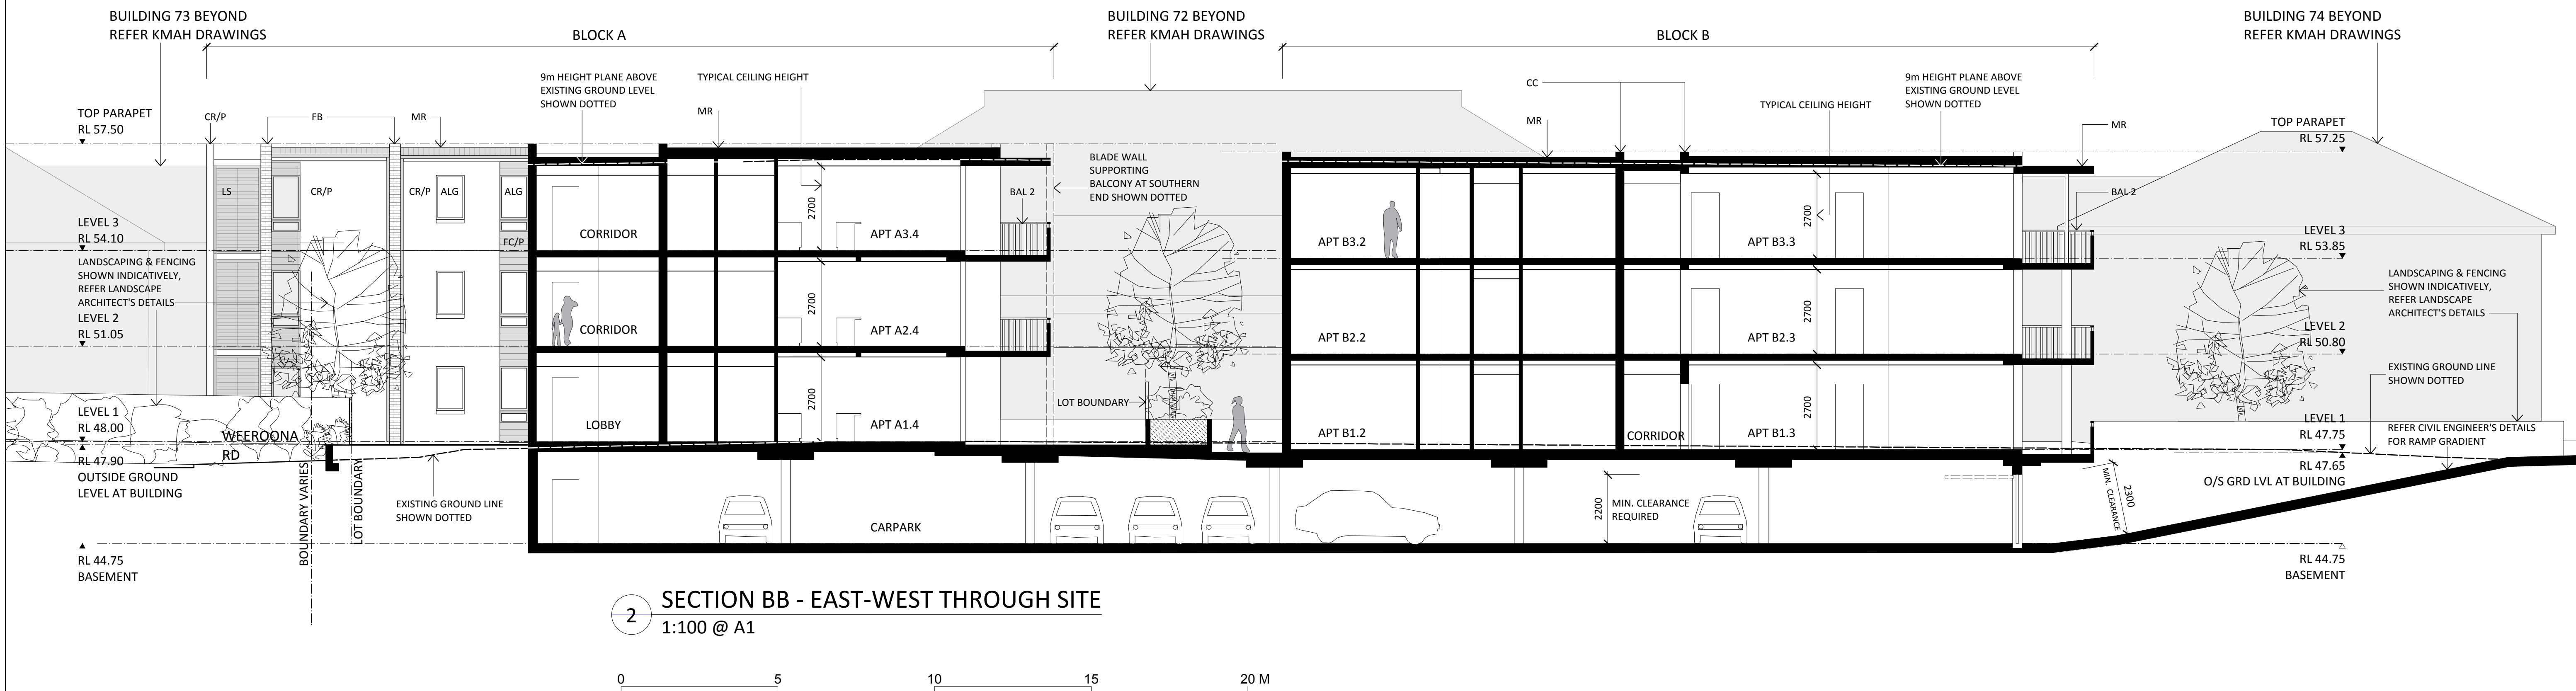 BUILDING 73 BEYOND
REFER KMAH DRAWINGS
BLOCK A
BUILDING 72 BEYOND
REFER KMAH DRAWINGS
BLOCK B
BUILDING 74 BEYOND
REFER KMAH DRAWINGS
TOP PARAPET
RL 57.50
CR/P
FB
MR
9m HEIGHT PLANE ABOVE
EXISTING GROUND LEVEL
SHOWN DOTTED
MR
TYPICAL CEILING HEIGHT
BLADE WALL
SUPPORTING
BALCONY AT SOUTHERN
END SHOWN DOTTED
MR
CC
TYPICAL CEILING HEIGHT
9m HEIGHT PLANE ABOVE
EXISTING GROUND LEVEL
SHOWN DOTTED
MR
TOP PARAPET
RL 57.25
LS
CR/P
CR/P
ALG
ALG
FC/P
BAL 2
BAL 2
LEVEL 3
RL 54.10
LANDSCAPING & FENCING
SHOWN INDICATIVELY,
REFER LANDSCAPE
ARCHITECT'S DETAILS
LEVEL 2
RL 51.05
LEVEL 1
RL 48.00
WEEROONA
RD
RL 47.90
OUTSIDE GROUND
LEVEL AT BUILDING
RL 44.75
BASEMENT
BOUNDARY VARIES
LOT BOUNDARY
EXISTING GROUND LINE
SHOWN DOTTED
CORRIDOR
2700
APT A3.4
CORRIDOR
2700
APT A2.4
LOBBY
2700
APT A1.4
LOT BOUNDARY
APT B3.2
2700
APT B3.3
APT B2.2
2700
APT B2.3
APT B1.2
CORRIDOR
2700
APT B1.3
CARPARK
2200
MIN. CLEARANCE
REQUIRED
2300
MIN. CLEARANCE
LEVEL 3
RL 53.85
LANDSCAPING & FENCING
SHOWN INDICATIVELY,
REFER LANDSCAPE
ARCHITECT'S DETAILS
LEVEL 2
RL 50.80
EXISTING GROUND LINE
SHOWN DOTTED
LEVEL 1
RL 47.75
REFER CIVIL ENGINEER'S DETAILS
FOR RAMP GRADIENT
RL 47.65
O/S GRD LVL AT BUILDING
RL 44.75
BASEMENT
2
SECTION BB - EAST-WEST THROUGH SITE
1:100 @ A1
0 5 10 15 20 M